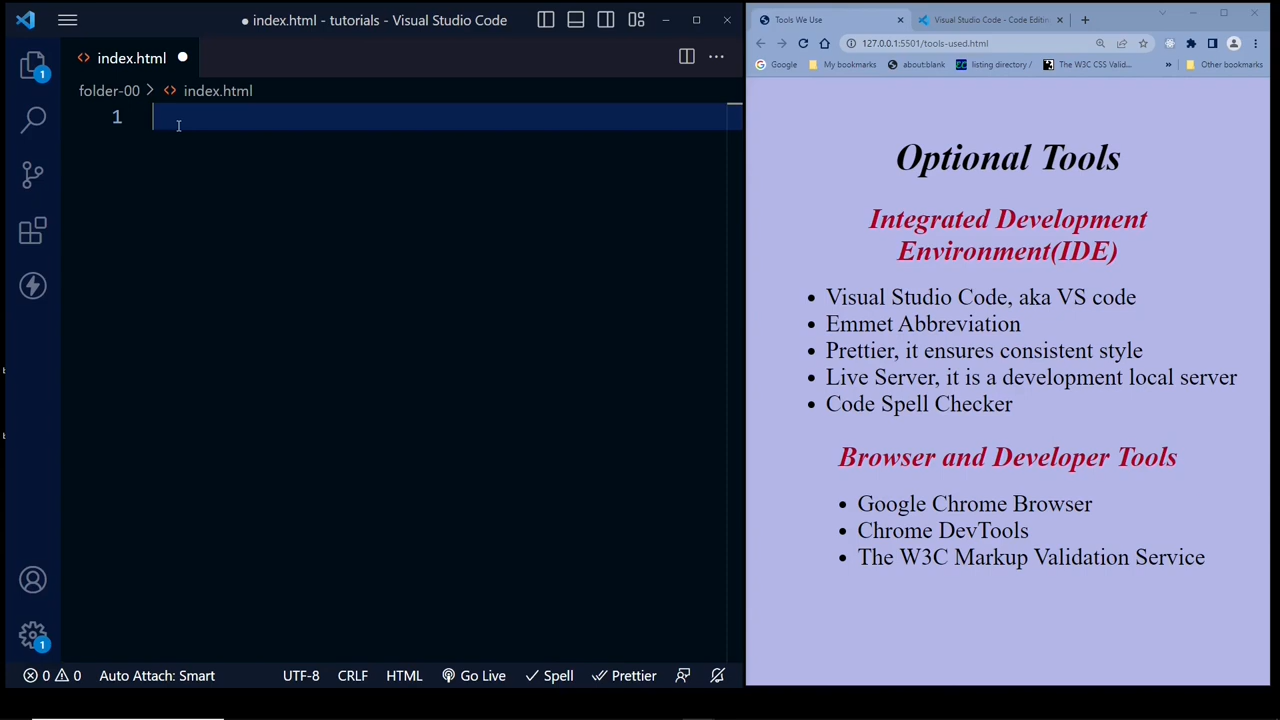 ● index.html - tutorials - Visual Studio Code
index.html
folder-00 > index.html
1
1
1
0 0 Auto Attach: Smart UTF-8 CRLF HTML Go Live Spell Prettier
Tools We Use
Visual Studio Code - Code Editin
127.0.0.1:5501/tools-used.html
Google My bookmarks about:blank listing directory / The W3C CSS Valid... » Other bookmarks
Optional Tools
Integrated Development
Environment(IDE)
• Visual Studio Code, aka VS code
• Emmet Abbreviation
• Prettier, it ensures consistent style
• Live Server, it is a development local server
• Code Spell Checker
Browser and Developer Tools
• Google Chrome Browser
• Chrome DevTools
• The W3C Markup Validation Service